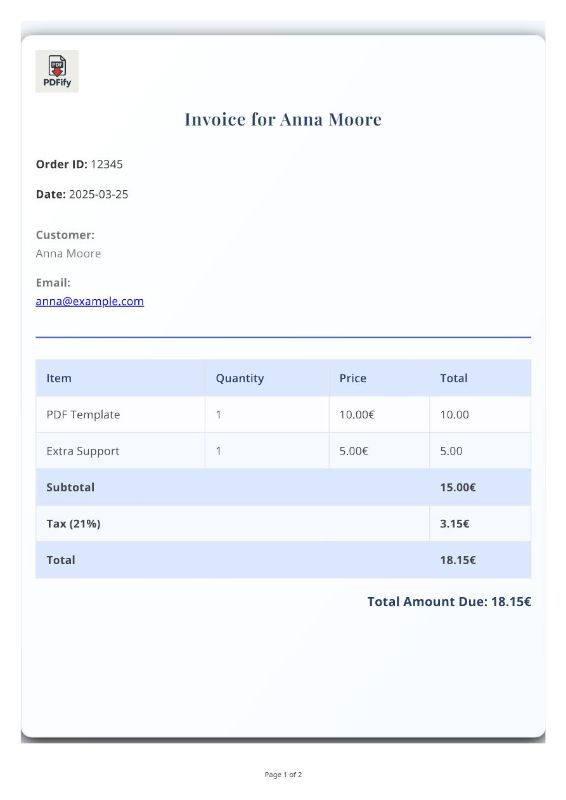 PDF
PDFify
Invoice for Anna Moore
Order ID: 12345
Date: 2025-03-25
Customer:
Anna Moore
Email:
anna@example.com
Item Quantity Price Total
PDF Template 1 10.00€ 10.00
Extra Support 1 5.00€ 5.00
Subtotal 15.00€
Tax (21%) 3.15€
Total 18.15€
Total Amount Due: 18.15€
Page 1 of 2